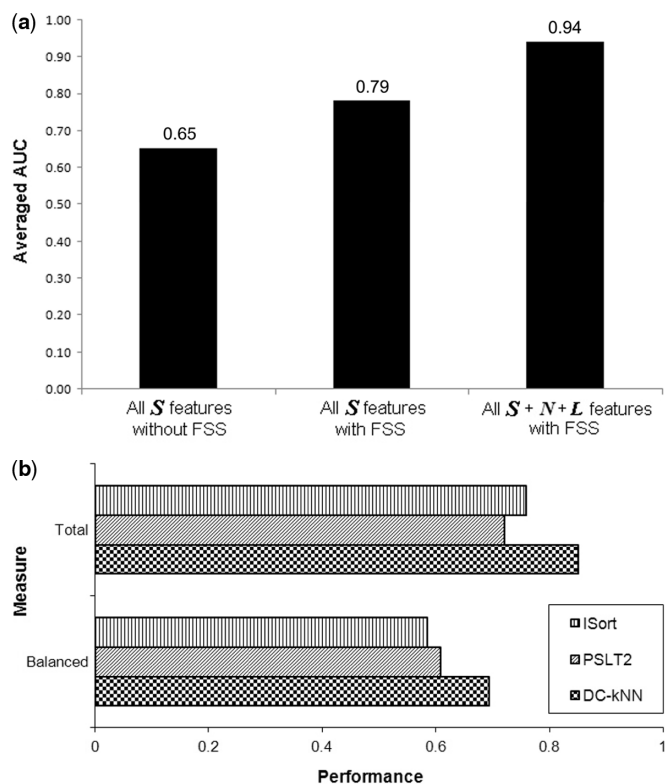 (a)
Averaged AUC
1.00
0.90
0.80
0.70
0.60
0.50
0.40
0.30
0.20
0.10
0.00
0.65
0.79
0.94
All S features
without FSS
All S features
with FSS
All S + N + L features
with FSS
(b)
Measure
Total
Balanced
ISort
PSLT2
DC-kNN
0
0.2
0.4
0.6
0.8
1
Performance